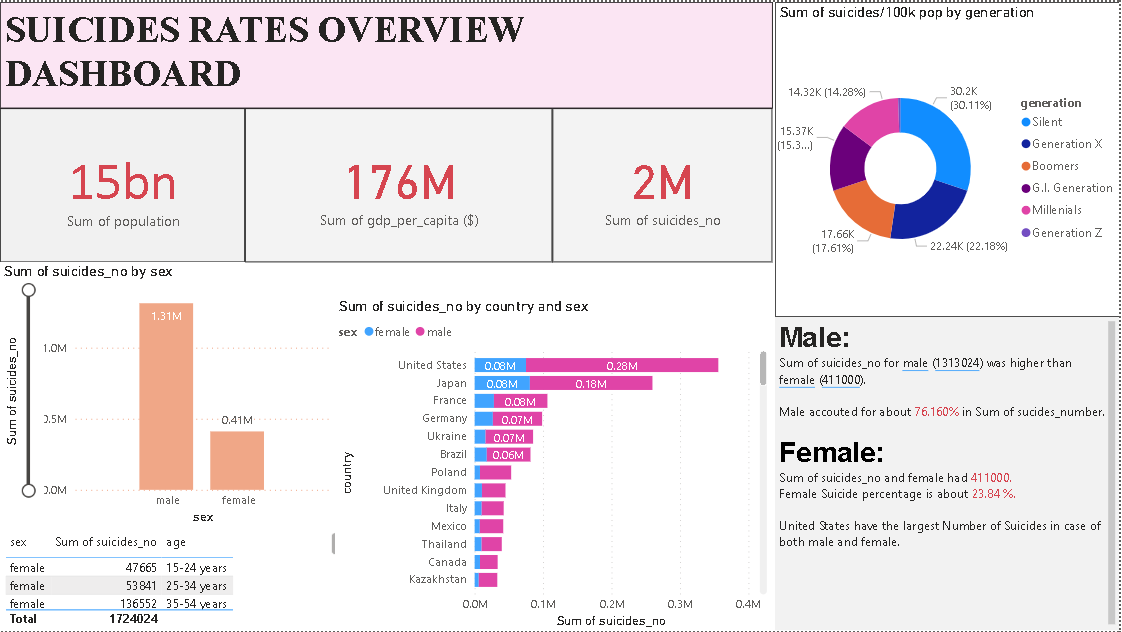 SUICIDES RATES OVERVIEW
DASHBOARD
15bn
Sum of population
176M
Sum of gdp_per_capita ($)
2M
Sum of suicides_no
Sum of suicides/100k pop by generation
14.32K (14.28%)
30.2K
(30.11%)
15.37K
(15.3...)
17.66K
(17.61%)
22.24K (22.18%)
generation
Silent
Generation X
Boomers
G.I. Generation
Millenials
Generation Z
Sum of suicides_no by sex
Sum of suicides_no
1.0M
0.5M
0.0M
1.31M
0.41M
male
female
sex
Sum of suicides_no by country and sex
sex female male
country
United States 0.08M 0.28M
Japan 0.08M 0.18M
France 0.08M
Germany 0.07M
Ukraine 0.07M
Brazil 0.06M
Poland
United Kingdom
Italy
Mexico
Thailand
Canada
Kazakhstan
0.0M 0.1M 0.2M 0.3M 0.4M
Sum of suicides_no
Male:
Sum of suicides_no for male (1313024) was higher than
female (411000).
Male accouted for about 76.160% in Sum of sucides_number.
Female:
Sum of suicides_no and female had 411000.
Female Suicide percentage is about 23.84 %.
United States have the largest Number of Suicides in case of
both male and female.
sex Sum of suicides_no age
female 47665 15-24 years
female 53841 25-34 years
female 136552 35-54 years
Total 1724024